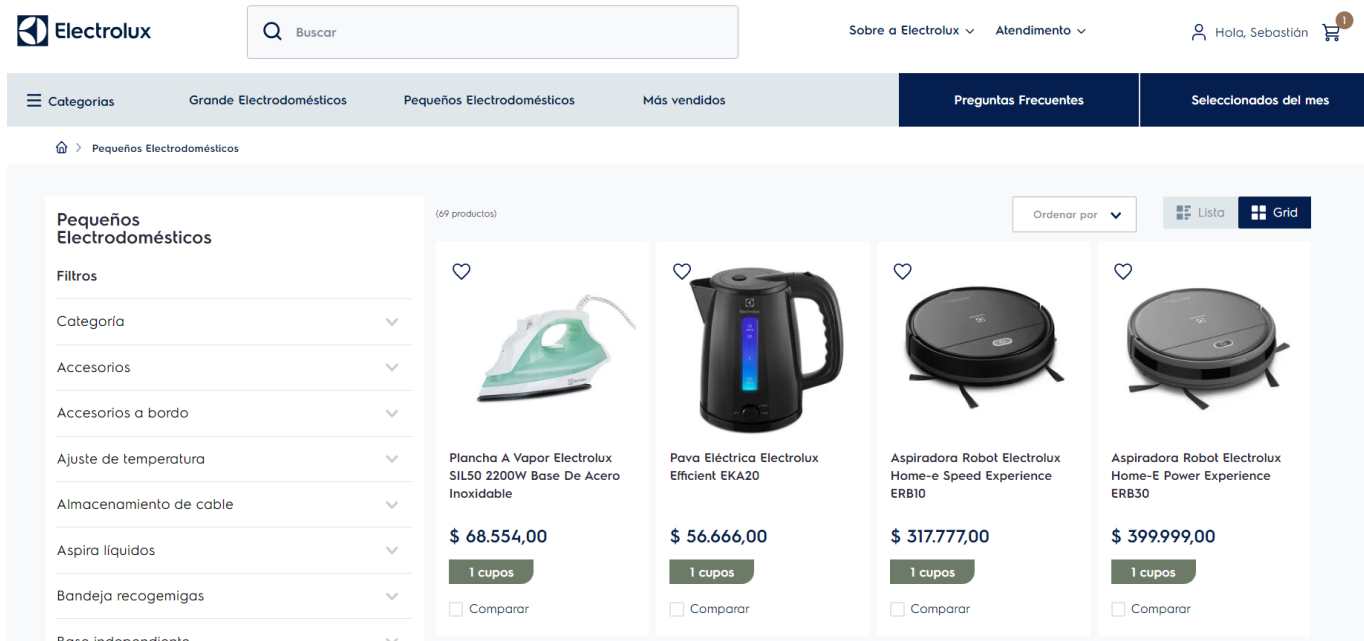 Electrolux
Buscar
Sobre a Electrolux
Atendimento
Hola, Sebastián
1
Categorias
Grande Electrodomésticos
Pequeños Electrodomésticos
Más vendidos
Preguntas Frecuentes
Seleccionados del mes
Pequeños Electrodomésticos
Pequeños
Electrodomésticos
Filtros
Categoría
Accesorios
Accesorios a bordo
Ajuste de temperatura
Almacenamiento de cable
Aspira líquidos
Bandeja recogemigas
Base independiente
(69 productos)
Ordenar por
Lista
Grid
Plancha A Vapor Electrolux
SIL50 2200W Base De Acero
Inoxidable
$ 68.554,00
1 cupos
Comparar
Pava Eléctrica Electrolux
Efficient EKA20
$ 56.666,00
1 cupos
Comparar
Aspiradora Robot Electrolux
Home-e Speed Experience
ERB10
$ 317.777,00
1 cupos
Comparar
Aspiradora Robot Electrolux
Home-E Power Experience
ERB30
$ 399.999,00
1 cupos
Comparar